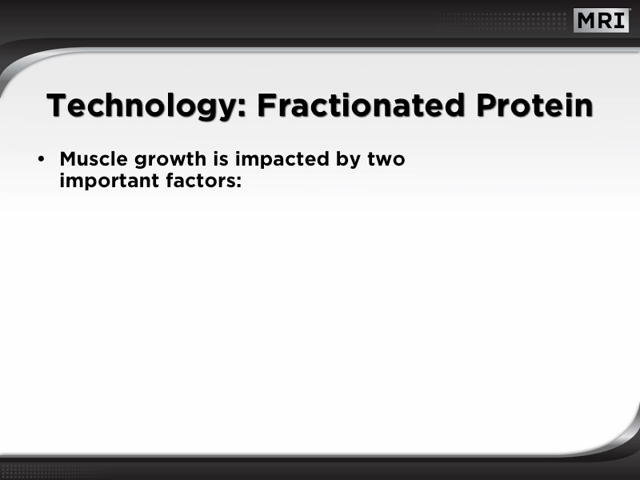 MRI
Technology: Fractionated Protein
• Muscle growth is impacted by two
important factors: